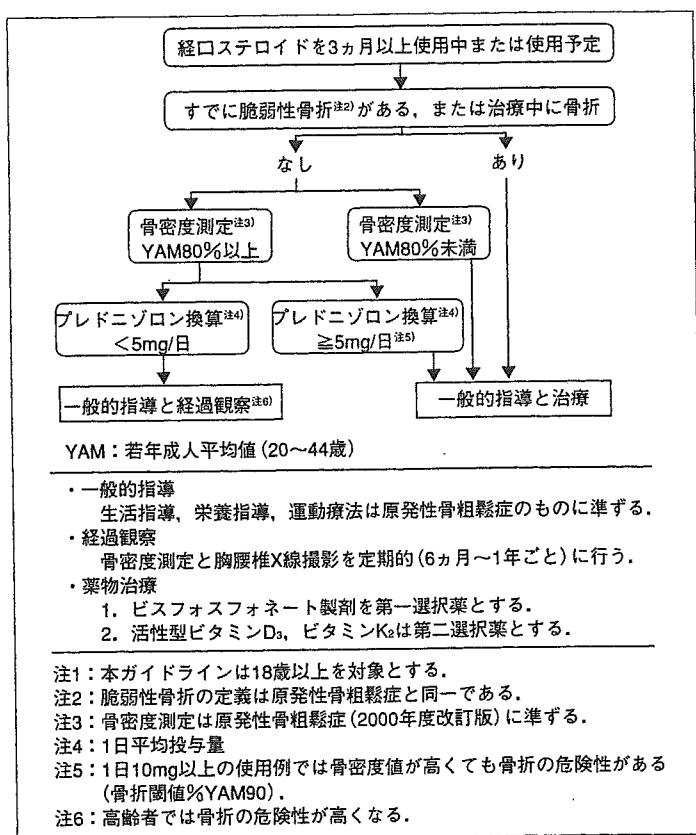 経口ステロイドを3ヵ月以上使用中または使用予定
すでに脆弱性骨折注2)がある，または治療中に骨折
なし
あり
骨密度測定注3)
YAM80％以上
骨密度測定注3)
YAM80％未満
プレドニゾロン換算注4)
＜5mg/日
プレドニゾロン換算注4)
≧5mg/日注5)
一般的指導と経過観察注6)
一般的指導と治療
YAM：若年成人平均値(20～44歳)
・一般的指導
生活指導，栄養指導，運動療法は原発性骨粗鬆症のものに準ずる．
・経過観察
骨密度測定と胸腰椎X線撮影を定期的(6ヵ月～1年ごと)に行う．
・薬物治療
1．ビスフォスフォネート製剤を第一選択薬とする．
2．活性型ビタミンD₃，ビタミンK₂は第二選択薬とする．
注1：本ガイドラインは18歳以上を対象とする．
注2：脆弱性骨折の定義は原発性骨粗鬆症と同一である．
注3：骨密度測定は原発性骨粗鬆症(2000年度改訂版)に準ずる．
注4：1日平均投与量
注5：1日10mg以上の使用例では骨密度値が高くても骨折の危険性がある
(骨折閾値％YAM90)．
注6：高齢者では骨折の危険性が高くなる．